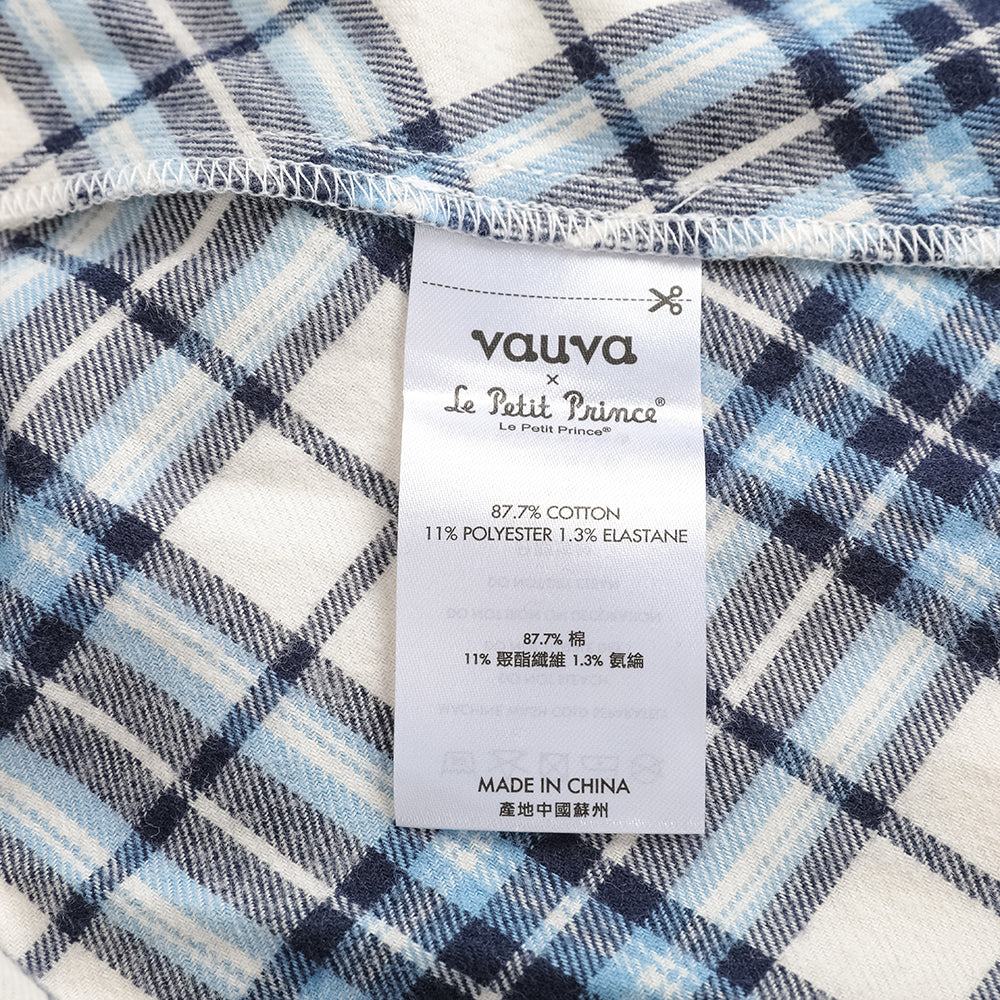 vauva
×
Le Petit Prince®
Le Petit Prince®
87.7% COTTON
11% POLYESTER 1.3% ELASTANE
87.7% 棉
11% 聚酯纖維 1.3% 氨綸
MADE IN CHINA
產地中國蘇州